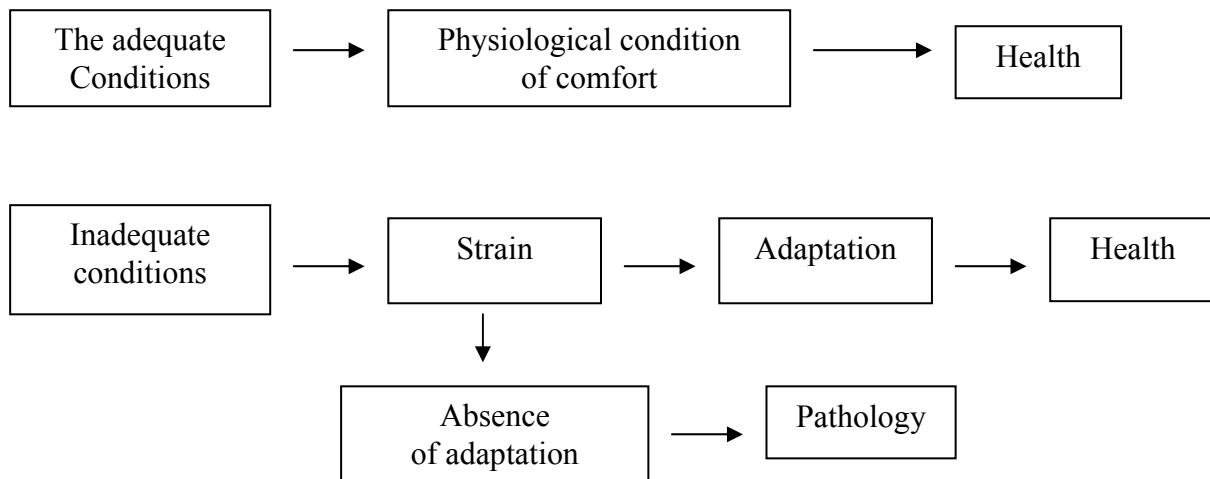 The adequate
Conditions
Physiological condition
of comfort
Health
Inadequate
conditions
Strain
Adaptation
Health
Absence
of adaptation
Pathology